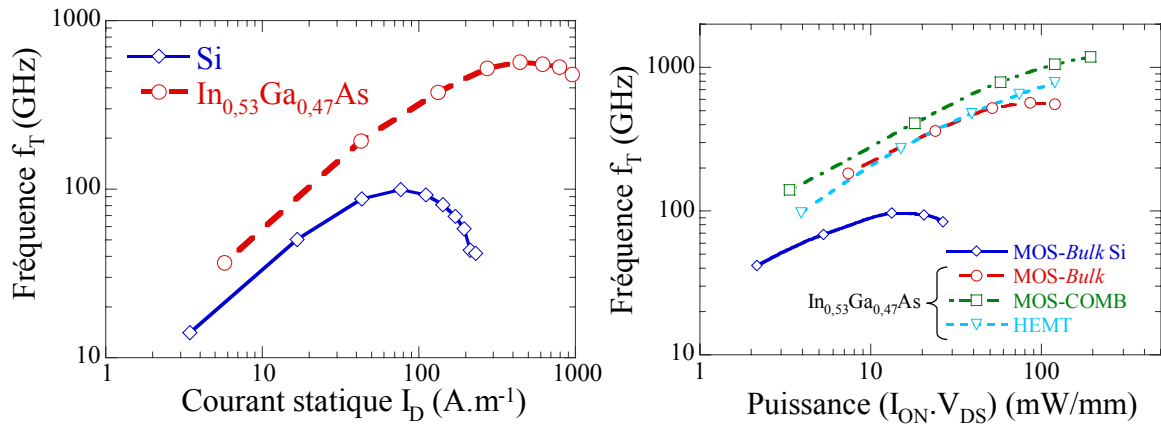 1000
100
10
Fréquence f_T (GHz)
Si
In_0,53Ga_0,47As
1
10
100
1000
Courant statique I_D (A.m⁻¹)
1000
100
10
Fréquence f_T (GHz)
MOS-Bulk Si
MOS-Bulk
In_0,53Ga_0,47As
MOS-COMB
HEMT
1
10
100
1000
Puissance (I_ON.V_DS) (mW/mm)